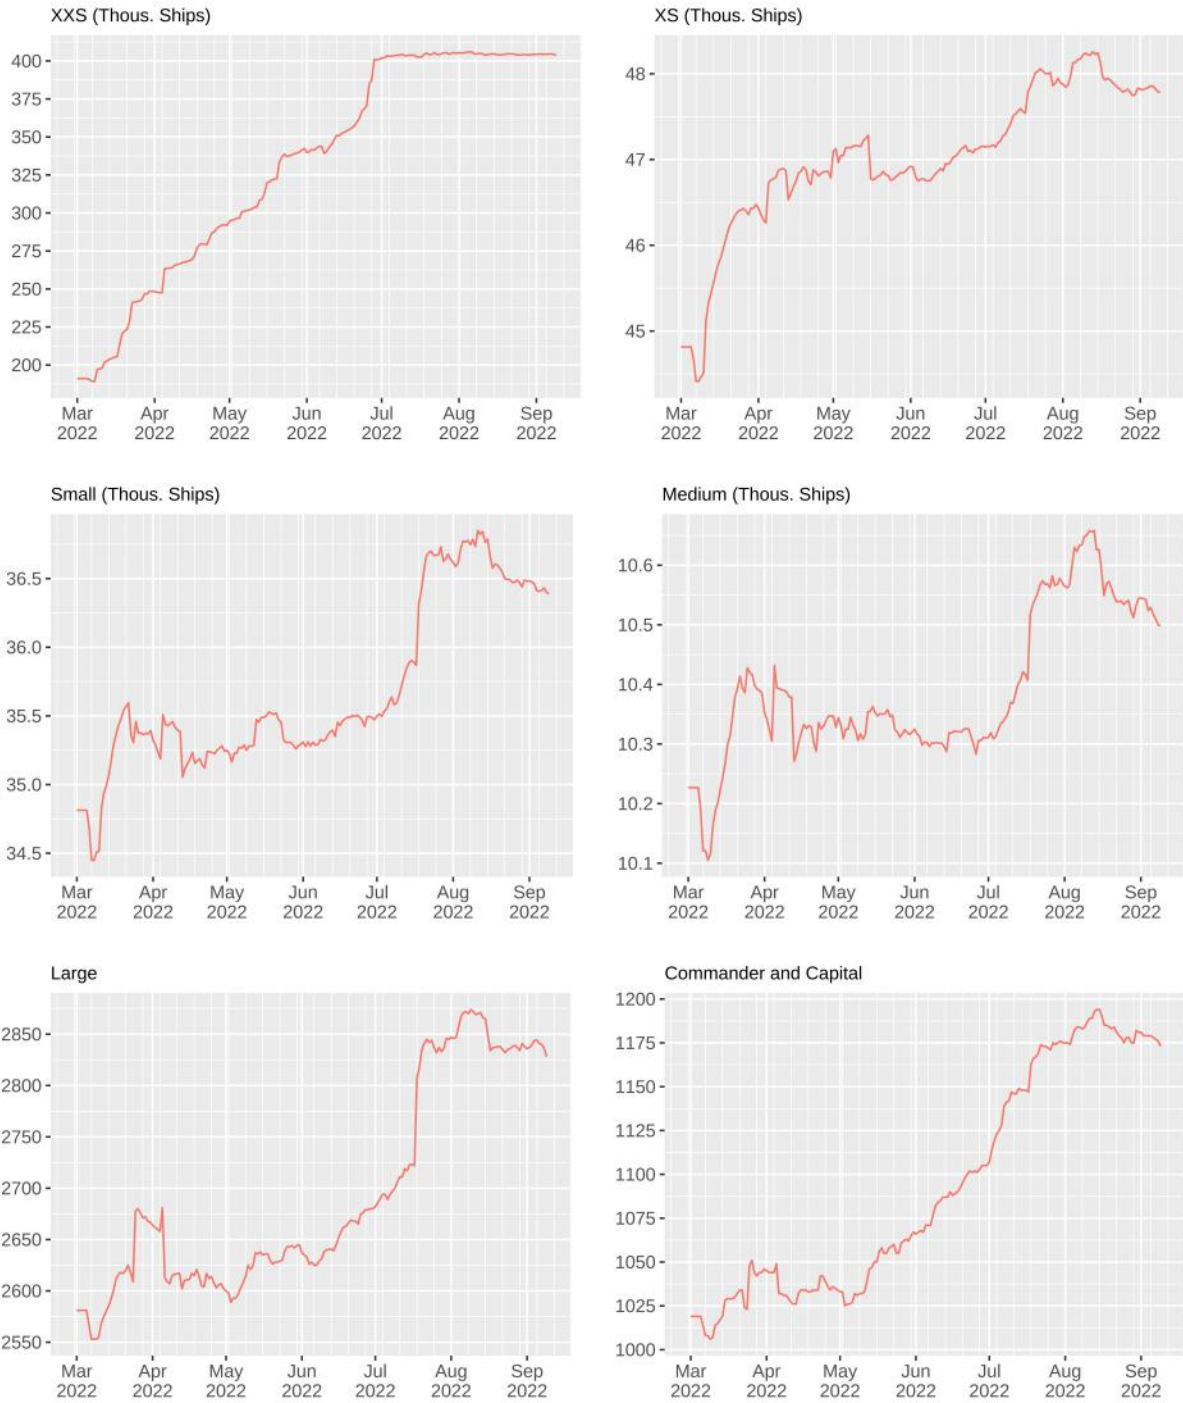 XXS (Thous. Ships)
400
375
350
325
300
275
250
225
200
Mar Apr May Jun Jul Aug Sep
2022 2022 2022 2022 2022 2022 2022
XS (Thous. Ships)
48
47
46
45
Mar Apr May Jun Jul Aug Sep
2022 2022 2022 2022 2022 2022 2022
Small (Thous. Ships)
36.5
36.0
35.5
35.0
34.5
Mar Apr May Jun Jul Aug Sep
2022 2022 2022 2022 2022 2022 2022
Medium (Thous. Ships)
10.6
10.5
10.4
10.3
10.2
10.1
Mar Apr May Jun Jul Aug Sep
2022 2022 2022 2022 2022 2022 2022
Large
2850
2800
2750
2700
2650
2600
2550
Mar Apr May Jun Jul Aug Sep
2022 2022 2022 2022 2022 2022 2022
Commander and Capital
1200
1175
1150
1125
1100
1075
1050
1025
1000
Mar Apr May Jun Jul Aug Sep
2022 2022 2022 2022 2022 2022 2022